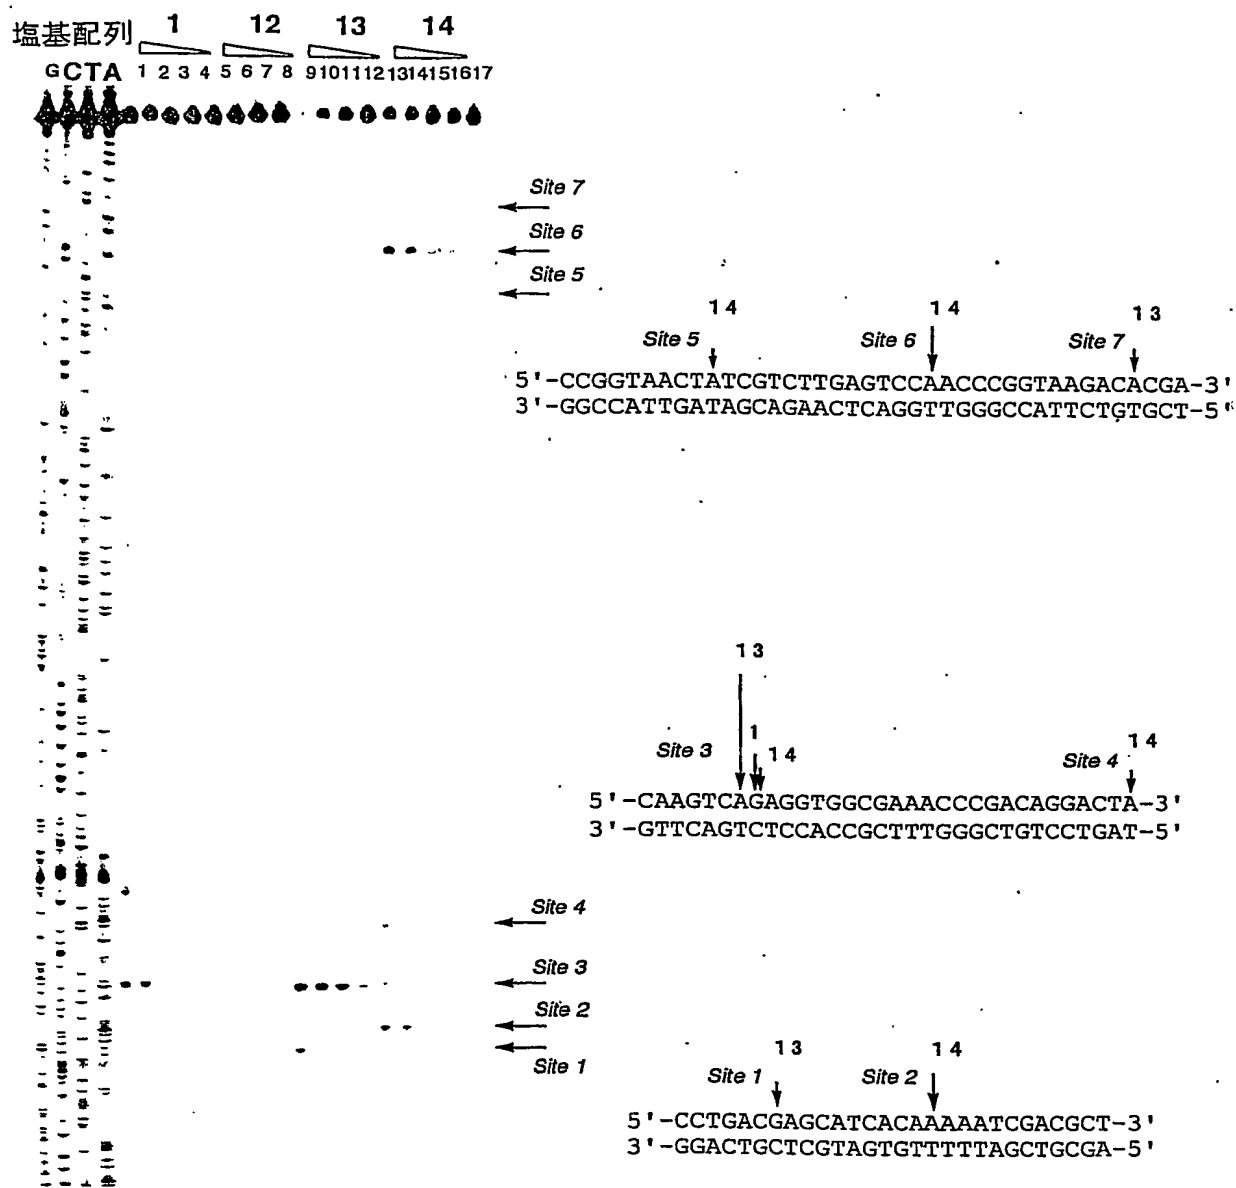 塩基配列 1 12 13 14
G C T A 1 2 3 4 5 6 7 8 9 10 11 12 13 14 15 16 17
Site 7
Site 6
Site 5
14 14 13
Site 5 Site 6 Site 7
5'-CCGGTAACTATCGTCTTGAGTCCAACCCGGTAAGACACGA-3'
3'-GGCCATTGATAGCAGAACTCAGGTTGGGCCATTCTGTGCT-5'
13
1
Site 3 14 Site 4 14
5'-CAAGTCAGAGGTGGCGAAACCCGACAGGACTA-3'
3'-GTTCAGTCTCCACCGCTTTGGGCTGTCCTGAT-5'
Site 4
Site 3
Site 2
Site 1
13 14
Site 1 Site 2
5'-CCTGACGAGCATCACAAAAATCGACGCT-3'
3'-GGACTGCTCGTAGTGTTTTTAGCTGCGA-5'